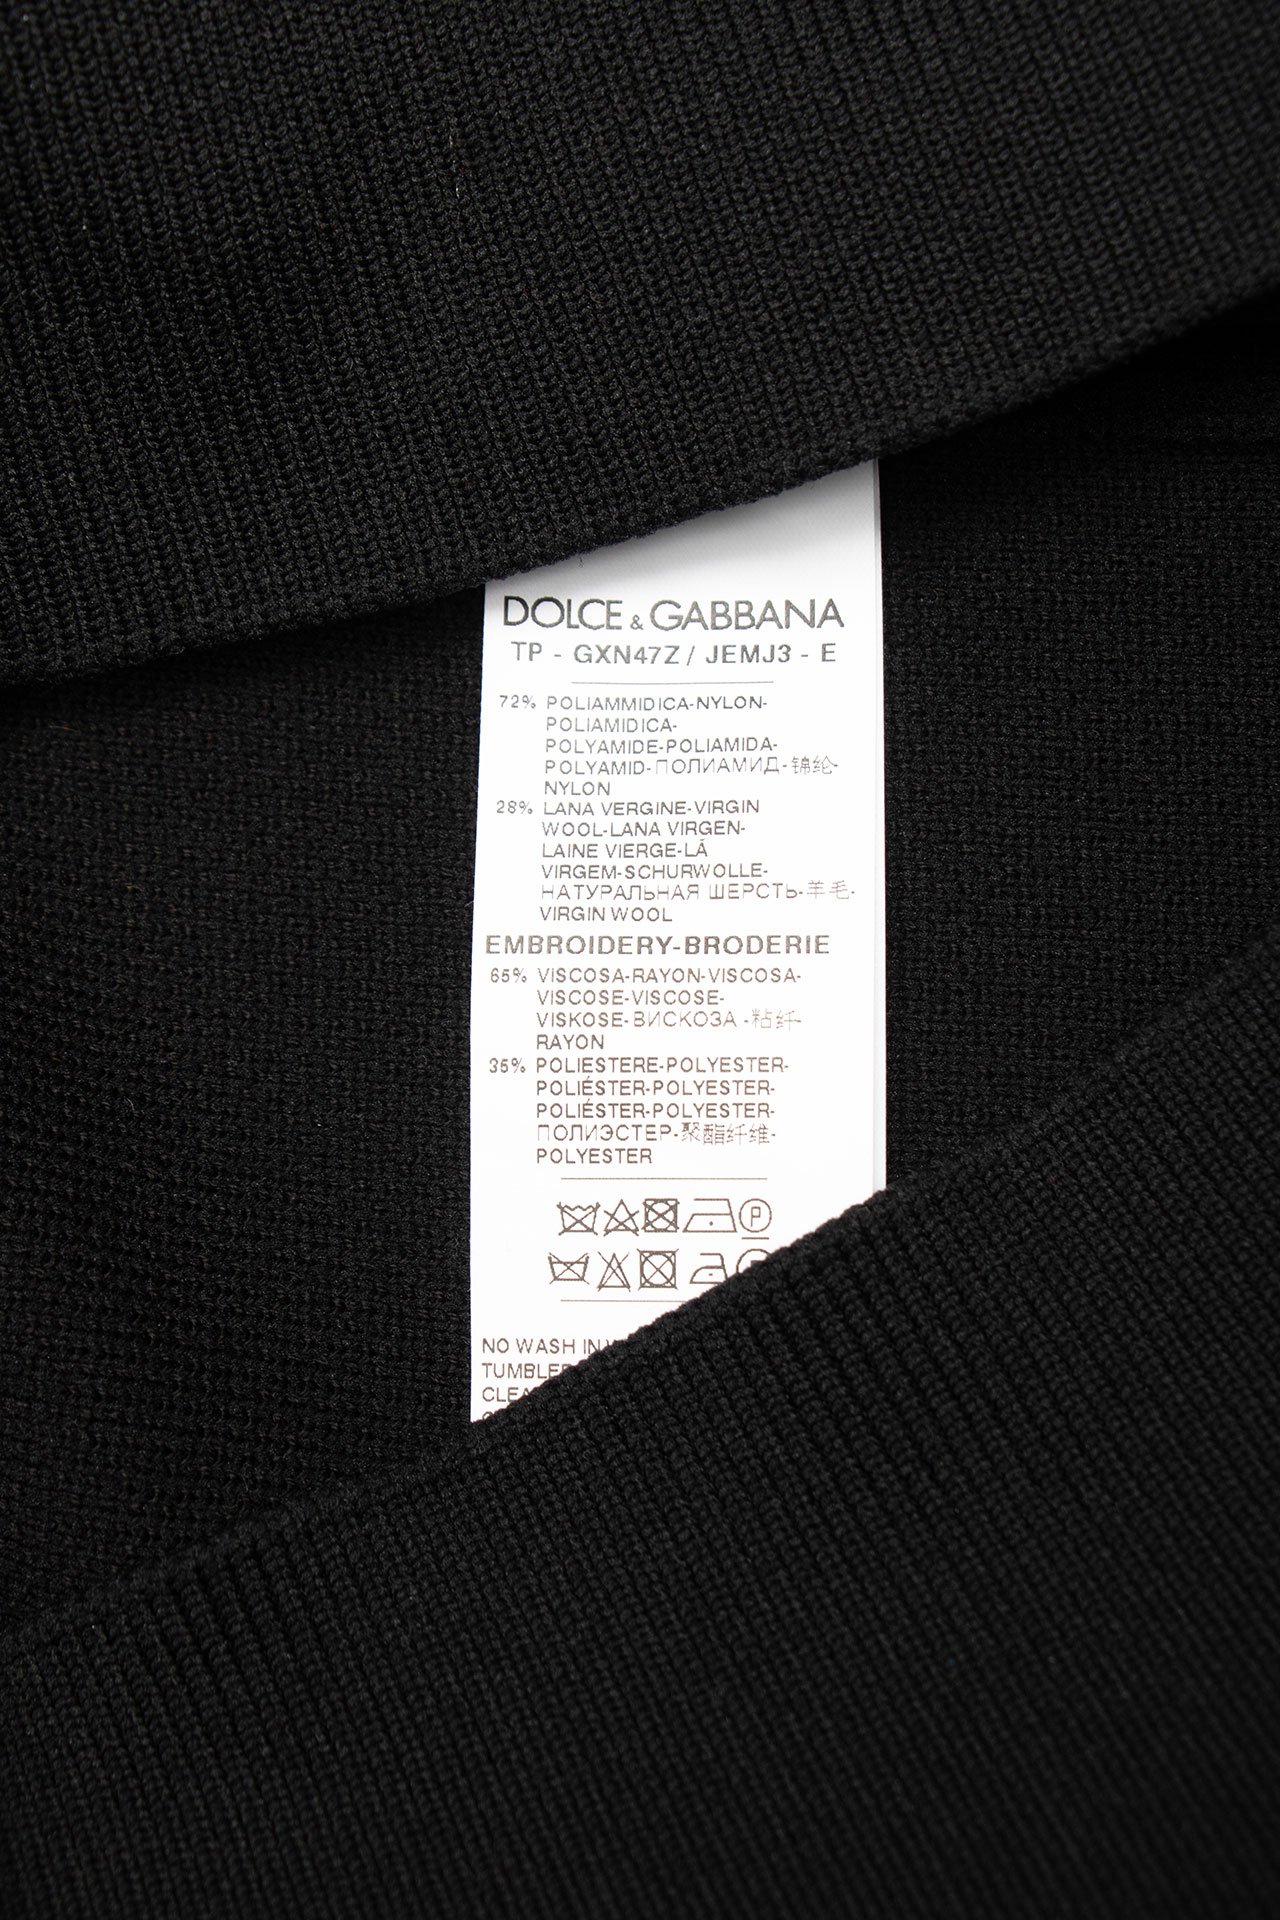 DOLCE & GABBANA
TP - GXN47Z / JEMJ3 - E
72% POLIAMMIDICA-NYLON-
POLIAMIDICA-
POLYAMIDE-POLIAMIDA-
POLYAMID-ПОЛИАМИД-锦纶-
NYLON
28% LANA VERGINE-VIRGIN
WOOL-LANA VIRGEN-
LAINE VIERGE-LÃ
VIRGEM-SCHURWOLLE-
НАТУРАЛЬНАЯ ШЕРСТЬ-羊毛-
VIRGIN WOOL
EMBROIDERY-BRODERIE
65% VISCOSA-RAYON-VISCOSA-
VISCOSE-VISCOSE-
VISKOSE-ВИСКОЗА -粘纤-
RAYON
35% POLIESTERE-POLYESTER-
POLIÉSTER-POLYESTER-
POLIÉSTER-POLYESTER-
ПОЛИЭСТЕР-聚酯纤维-
POLYESTER
P
NO WASH IN